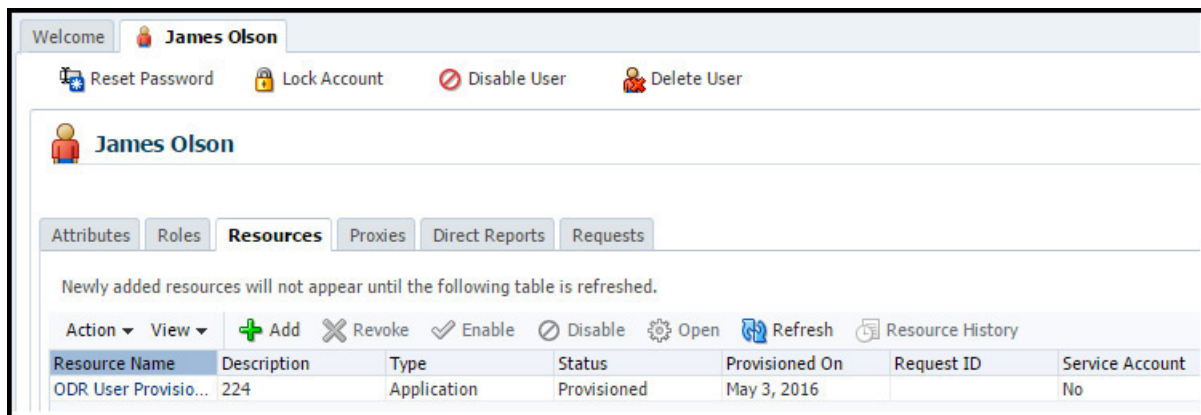 Welcome James Olson
Reset Password Lock Account Disable User Delete User
James Olson
Attributes Roles Resources Proxies Direct Reports Requests
Newly added resources will not appear until the following table is refreshed.
Action View Add Revoke Enable Disable Open Refresh Resource History
Resource Name Description Type Status Provisioned On Request ID Service Account
ODR User Provisio... 224 Application Provisioned May 3, 2016 No